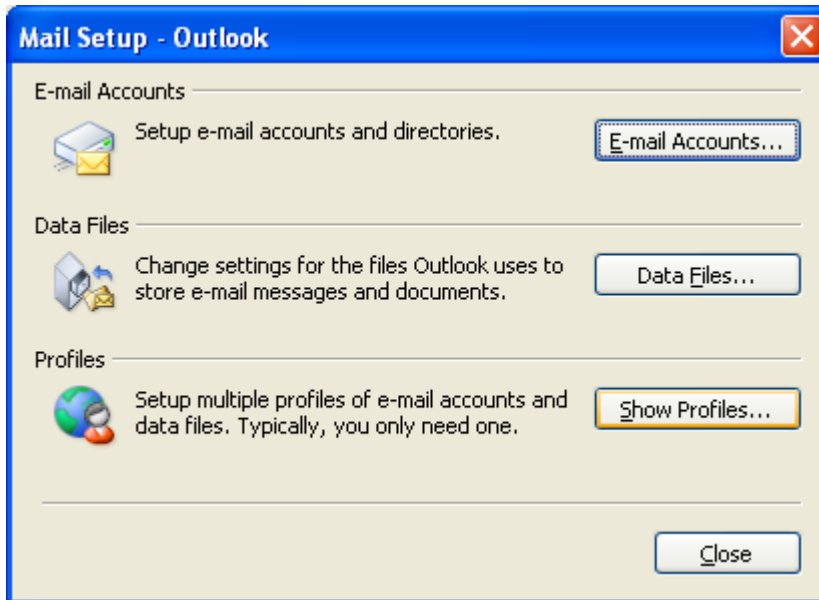 Mail Setup - Outlook
E-mail Accounts
Setup e-mail accounts and directories.
E-mail Accounts...
Data Files
Change settings for the files Outlook uses to
store e-mail messages and documents.
Data Files...
Profiles
Setup multiple profiles of e-mail accounts and
data files. Typically, you only need one.
Show Profiles...
Close